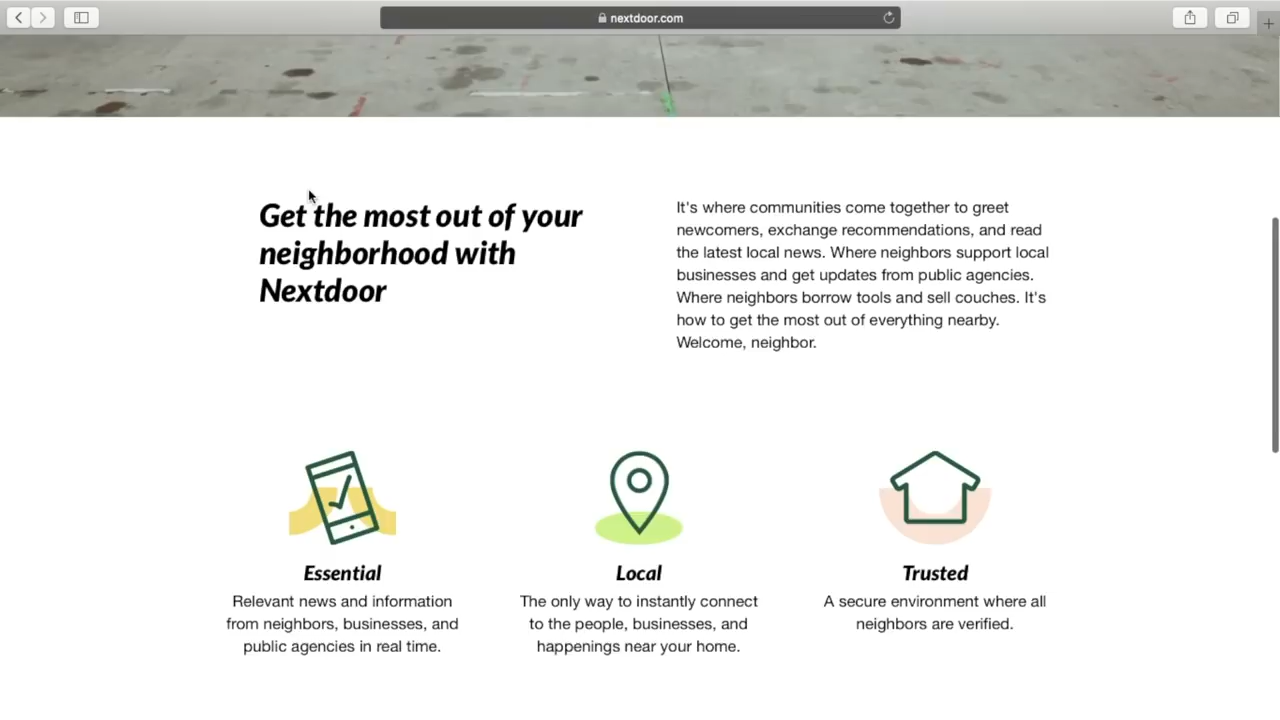 nextdoor.com
Get the most out of your
neighborhood with
Nextdoor
It's where communities come together to greet
newcomers, exchange recommendations, and read
the latest local news. Where neighbors support local
businesses and get updates from public agencies.
Where neighbors borrow tools and sell couches. It's
how to get the most out of everything nearby.
Welcome, neighbor.
Essential
Relevant news and information
from neighbors, businesses, and
public agencies in real time.
Local
The only way to instantly connect
to the people, businesses, and
happenings near your home.
Trusted
A secure environment where all
neighbors are verified.